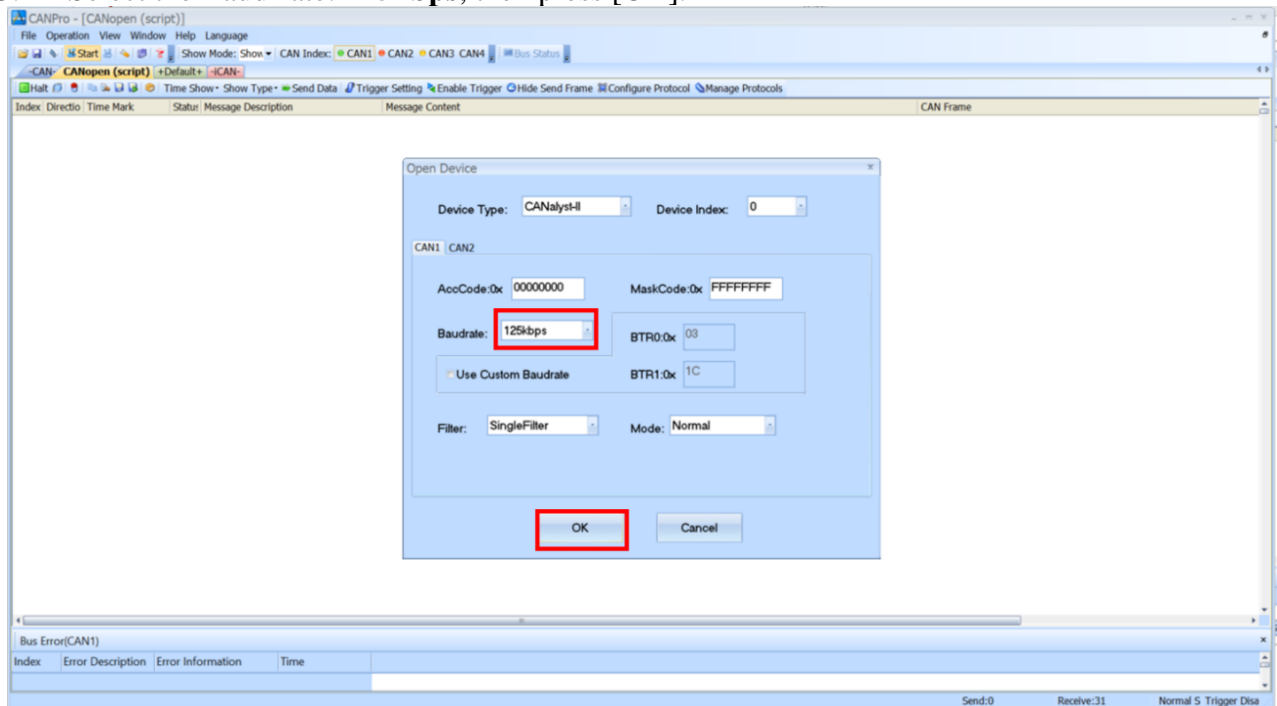 CANPro - [CANopen (script)]
File Operation View Window Help Language
Start Show Mode: Show CAN Index: CAN1 CAN2 CAN3 CAN4 Bus Status
-CAN- CANopen (script) +Default+ -iCAN-
Halt Time Show Show Type Send Data Trigger Setting Enable Trigger Hide Send Frame Configure Protocol Manage Protocols
Index Directio Time Mark Status Message Description Message Content CAN Frame
Open Device
Device Type: CANalyst-II Device Index: 0
CAN1 CAN2
AccCode:0x 00000000 MaskCode:0x FFFFFFFF
Baudrate: 125kbps BTR0:0x 03
Use Custom Baudrate BTR1:0x 1C
Filter: SingleFilter Mode: Normal
OK Cancel
Bus Error(CAN1)
Index Error Description Error Information Time
Send:0 Receive:31 Normal S Trigger Disa